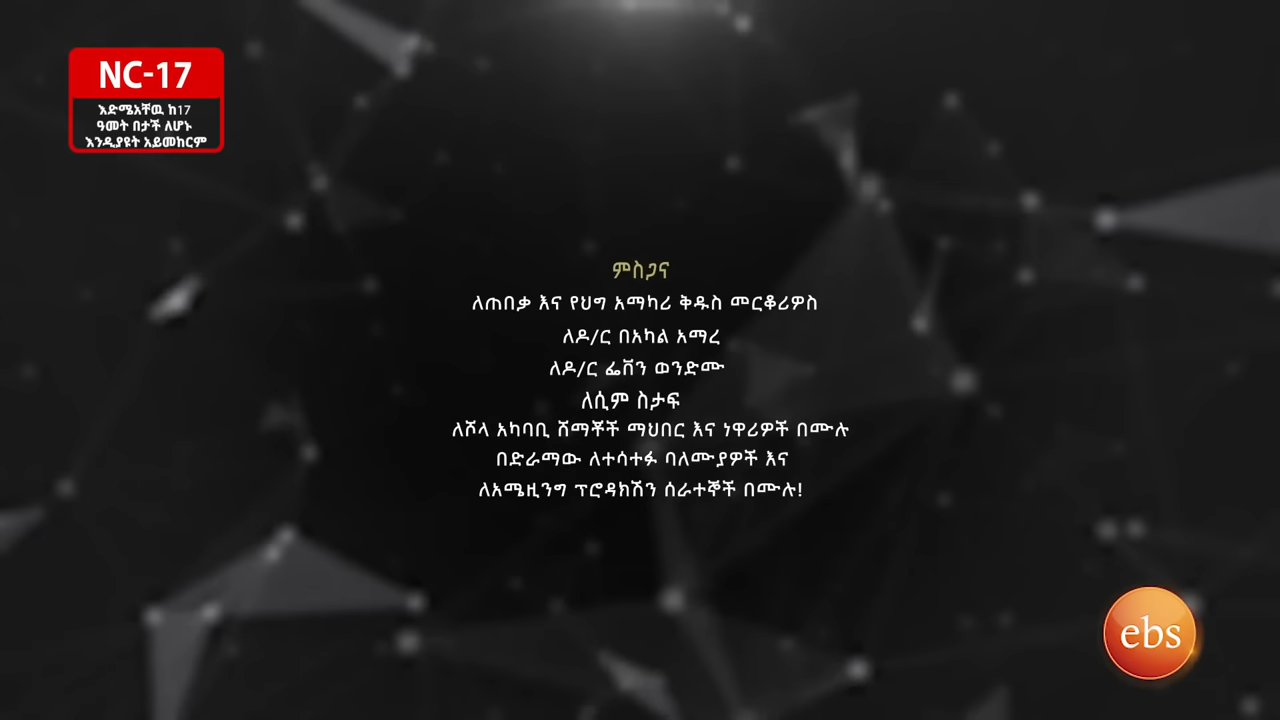 NC-17
እድሜአቸዉ ከ17
ዓመት በታች ለሆኑ
እንዲያዩት አይመከርም
ምስጋና
ለጠበቃ እና የህግ አማካሪ ቅዱስ መርቆሪዎስ
ለዶ/ር በአካል አማረ
ለዶ/ር ፌቨን ወንድሙ
ለሲም ስታፍ
ለሾላ አካባቢ ሸማቾች ማህበር እና ነዋሪዎች በሙሉ
በድራማው ለተሳተፉ ባለሙያዎች እና
ለአሜዚንግ ፕሮዳክሽን ሰራተኞች በሙሉ!
ebs